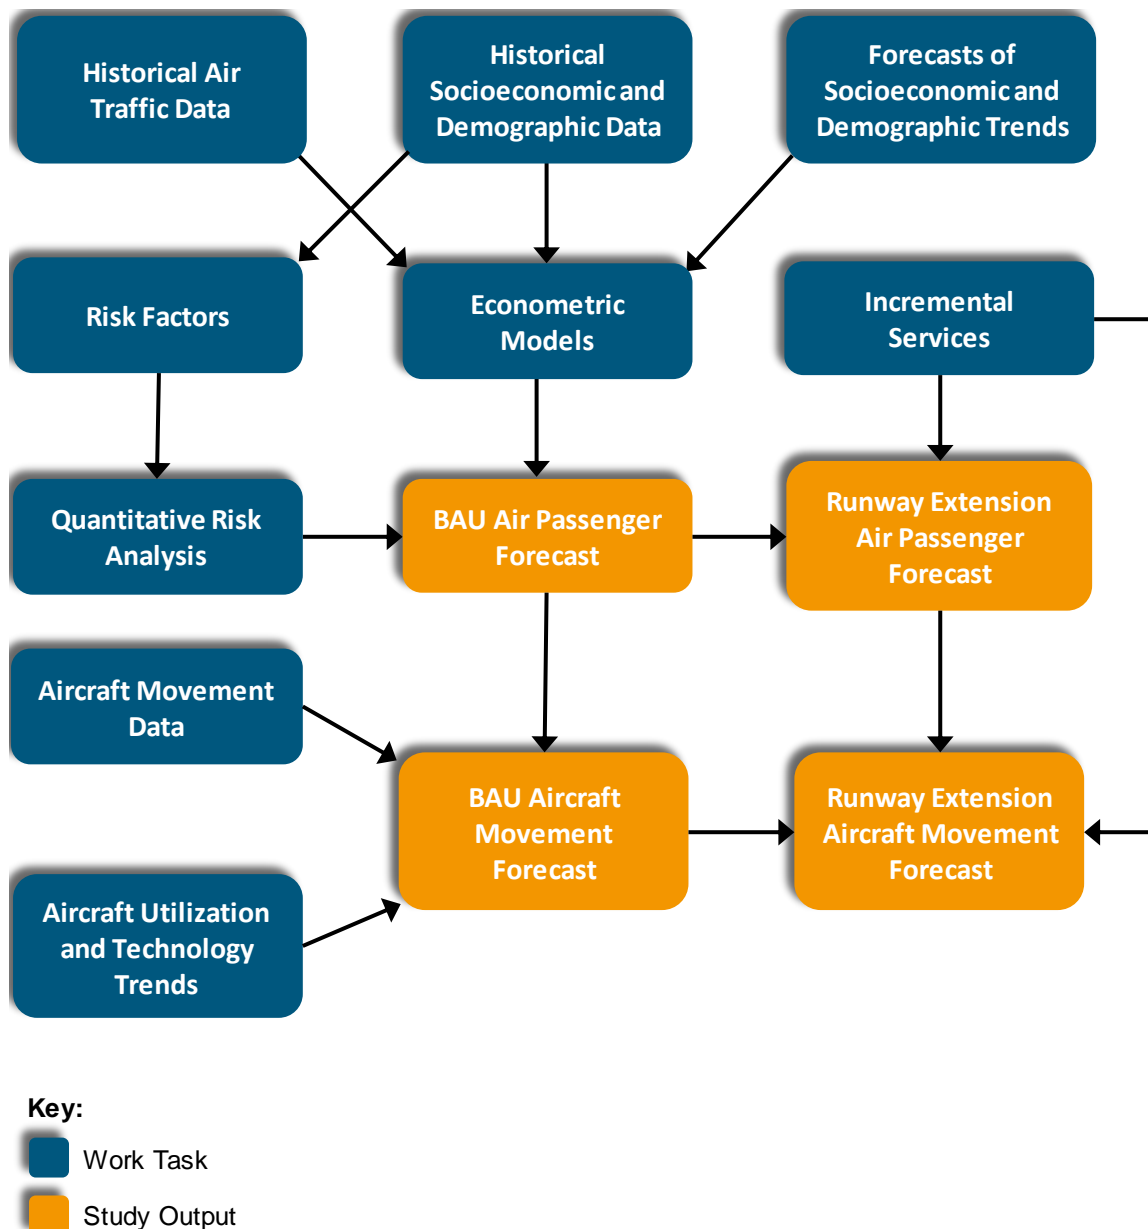 Historical Air
Traffic Data
Historical
Socioeconomic and
Demographic Data
Forecasts of
Socioeconomic and
Demographic Trends
Risk Factors
Econometric
Models
Incremental
Services
Quantitative Risk
Analysis
BAU Air Passenger
Forecast
Runway Extension
Air Passenger
Forecast
Aircraft Movement
Data
BAU Aircraft
Movement
Forecast
Runway Extension
Aircraft Movement
Forecast
Aircraft Utilization
and Technology
Trends
Key:
Work Task
Study Output